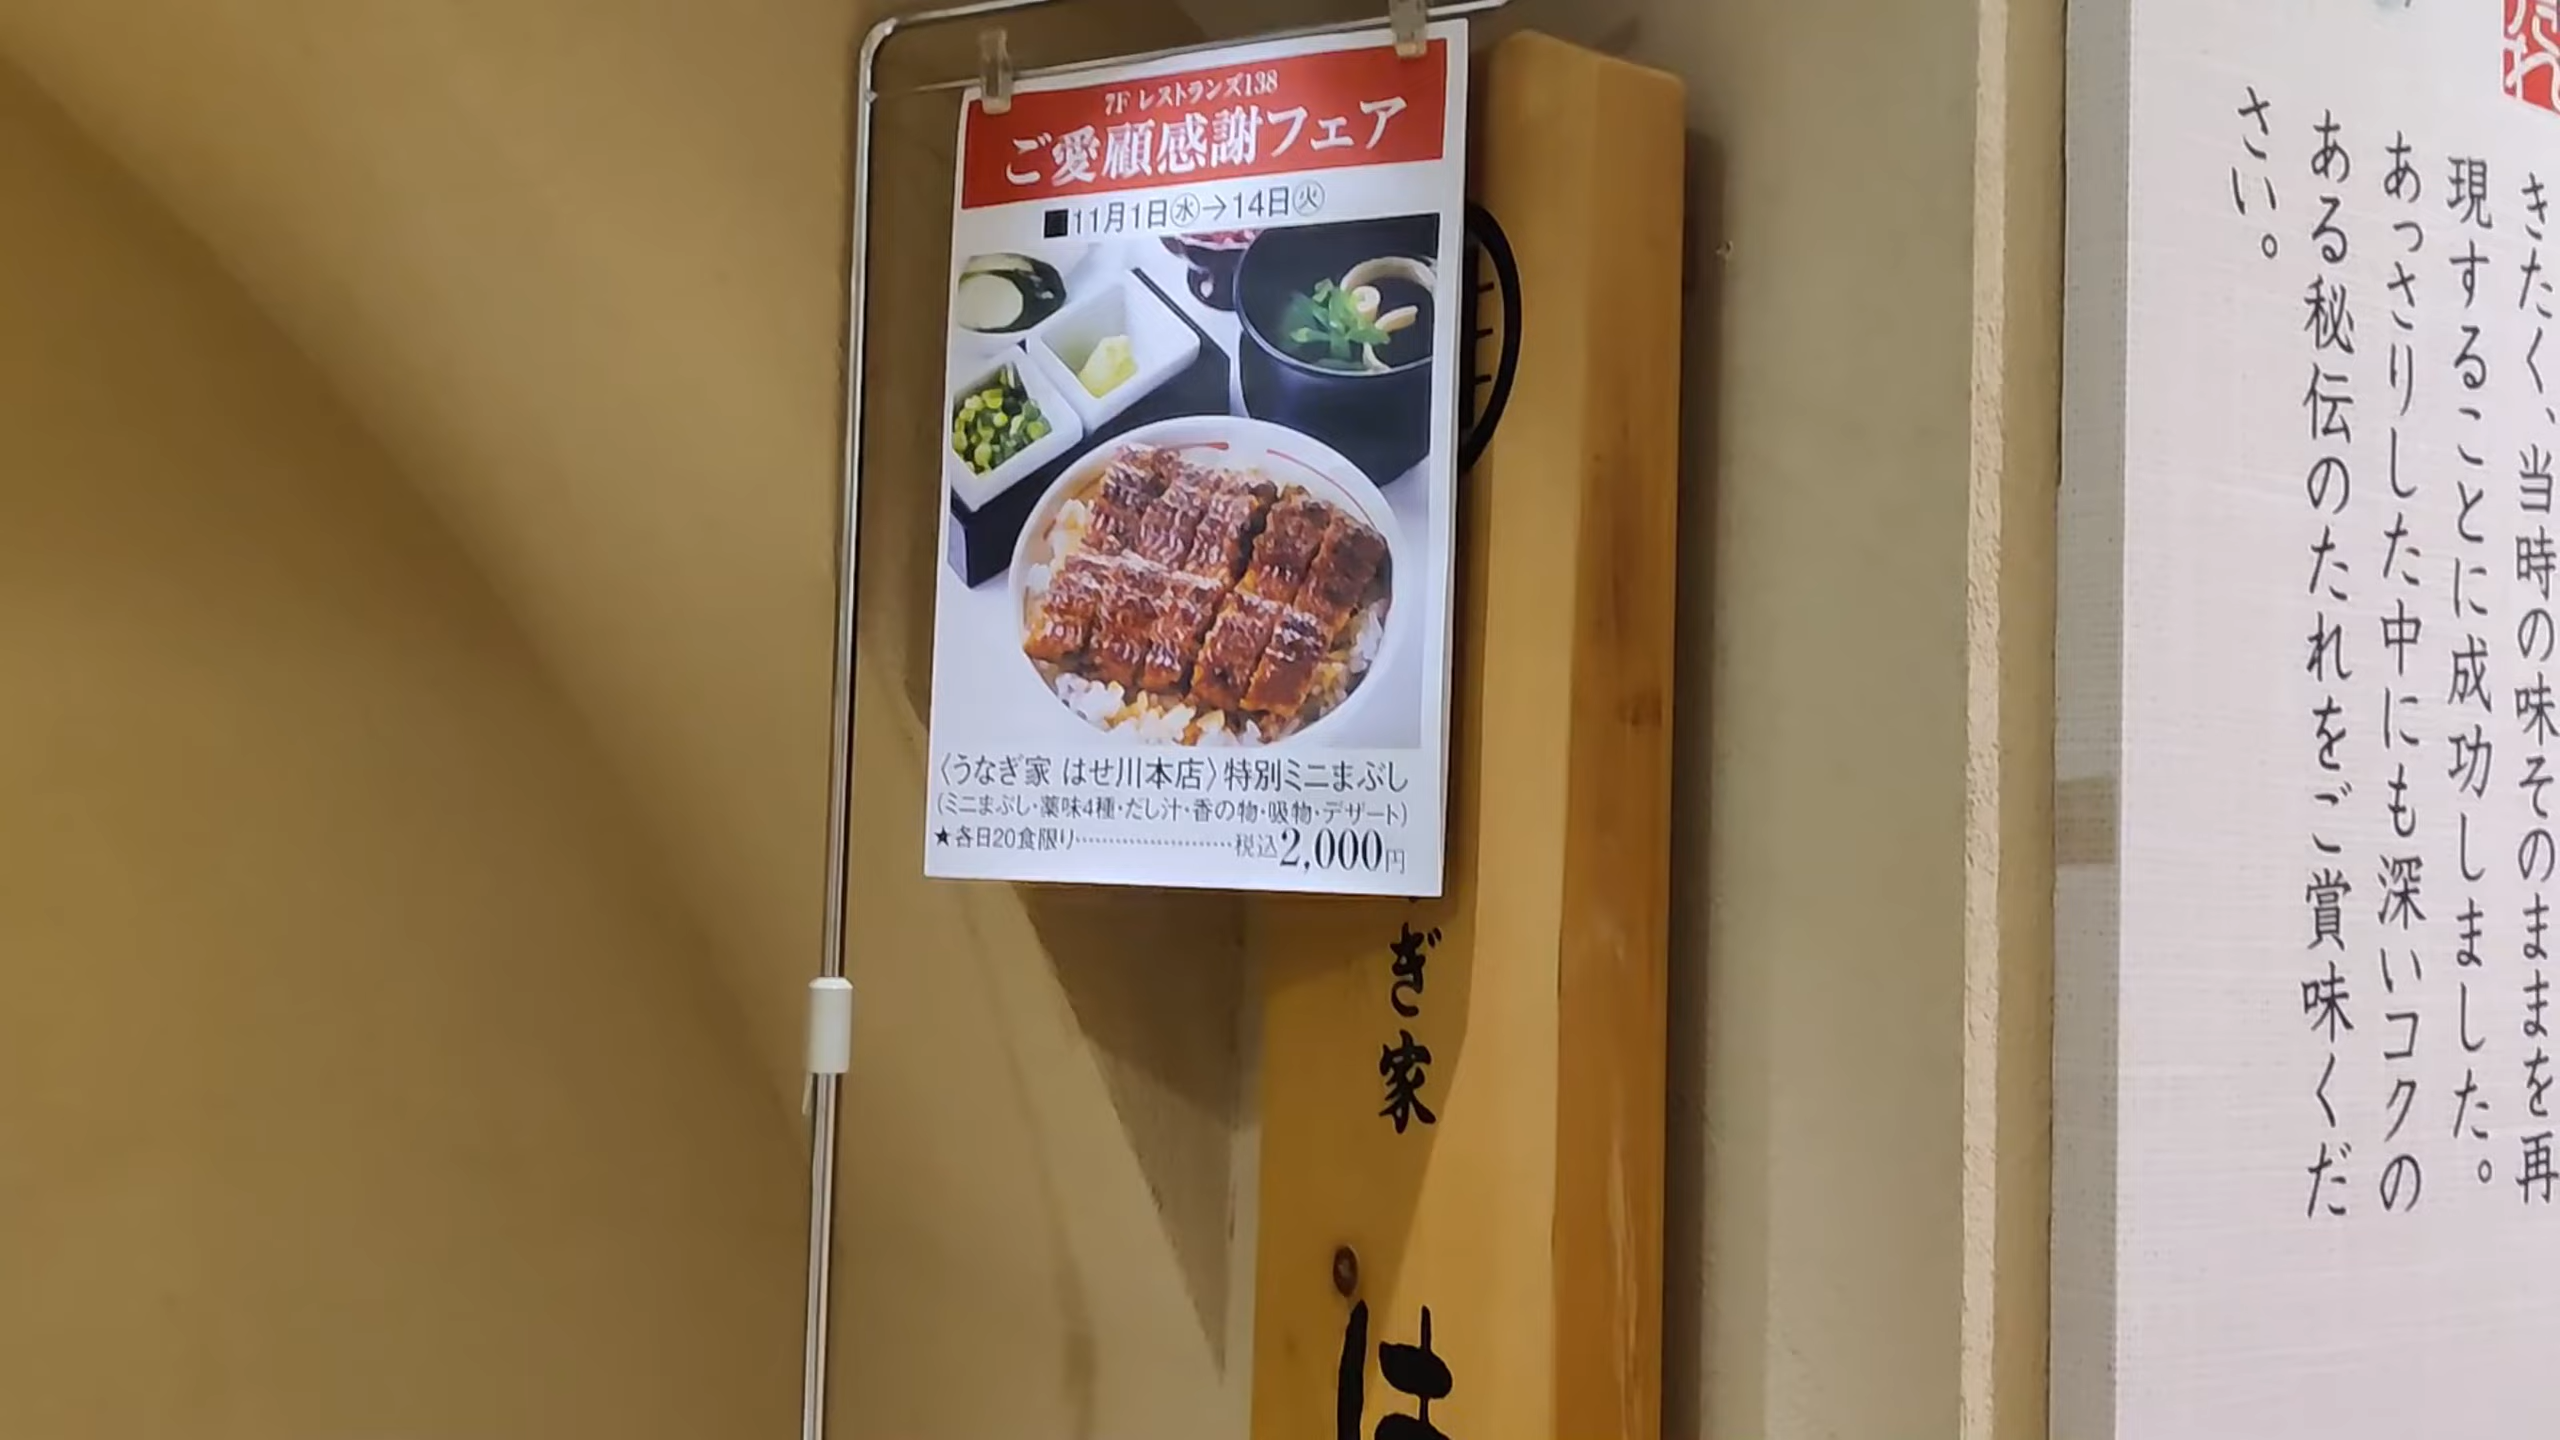 7F レストランズ138
ご愛顧感謝フェア
■11月1日㊌→14日㊋
〈うなぎ家 はせ川本店〉特別ミニまぶし
(ミニまぶし・薬味4種・だし汁・香の物・吸物・デザート)
★各日20食限り……………………税込2,000円
ぎ家
は
たれ
きたく、当時の味そのままを再
現することに成功しました。
あっさりした中にも深いコクの
ある秘伝のたれをご賞味くだ
さい。